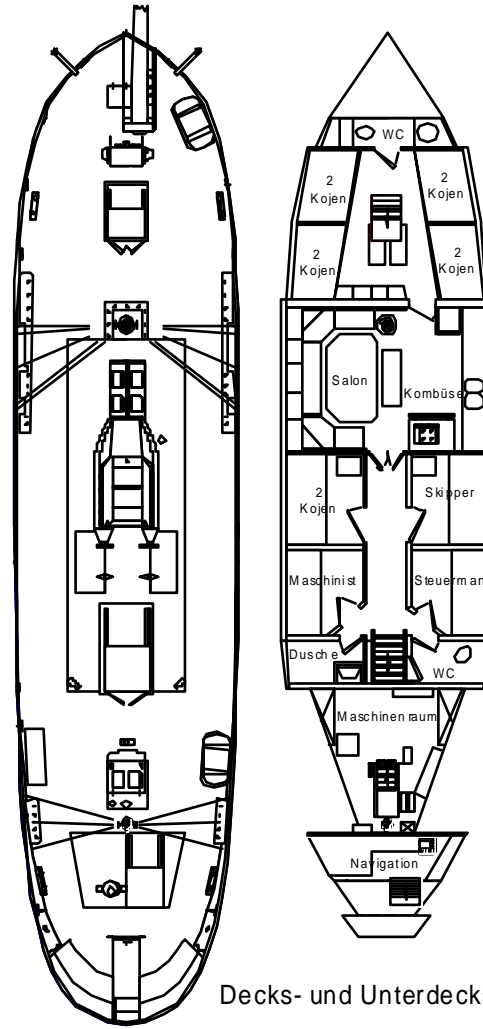 WC
2
Kojen
2
Kojen
2
Kojen
2
Kojen
Salon
Kombüse
2
Kojen
Skipper
Maschinist
Steuerman
Dusche
WC
Maschinenraum
Navigation
Decks- und Unterdecks